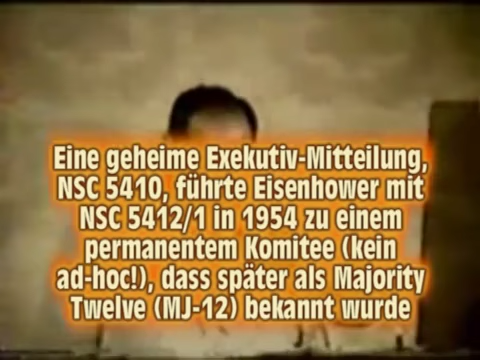 Eine geheime Exekutiv-Mitteilung,
NSC 5410, führte Eisenhower mit
NSC 5412/1 in 1954 zu einem
permanentem Komitee (kein
ad-hoc!), dass später als Majority
Twelve (MJ-12) bekannt wurde